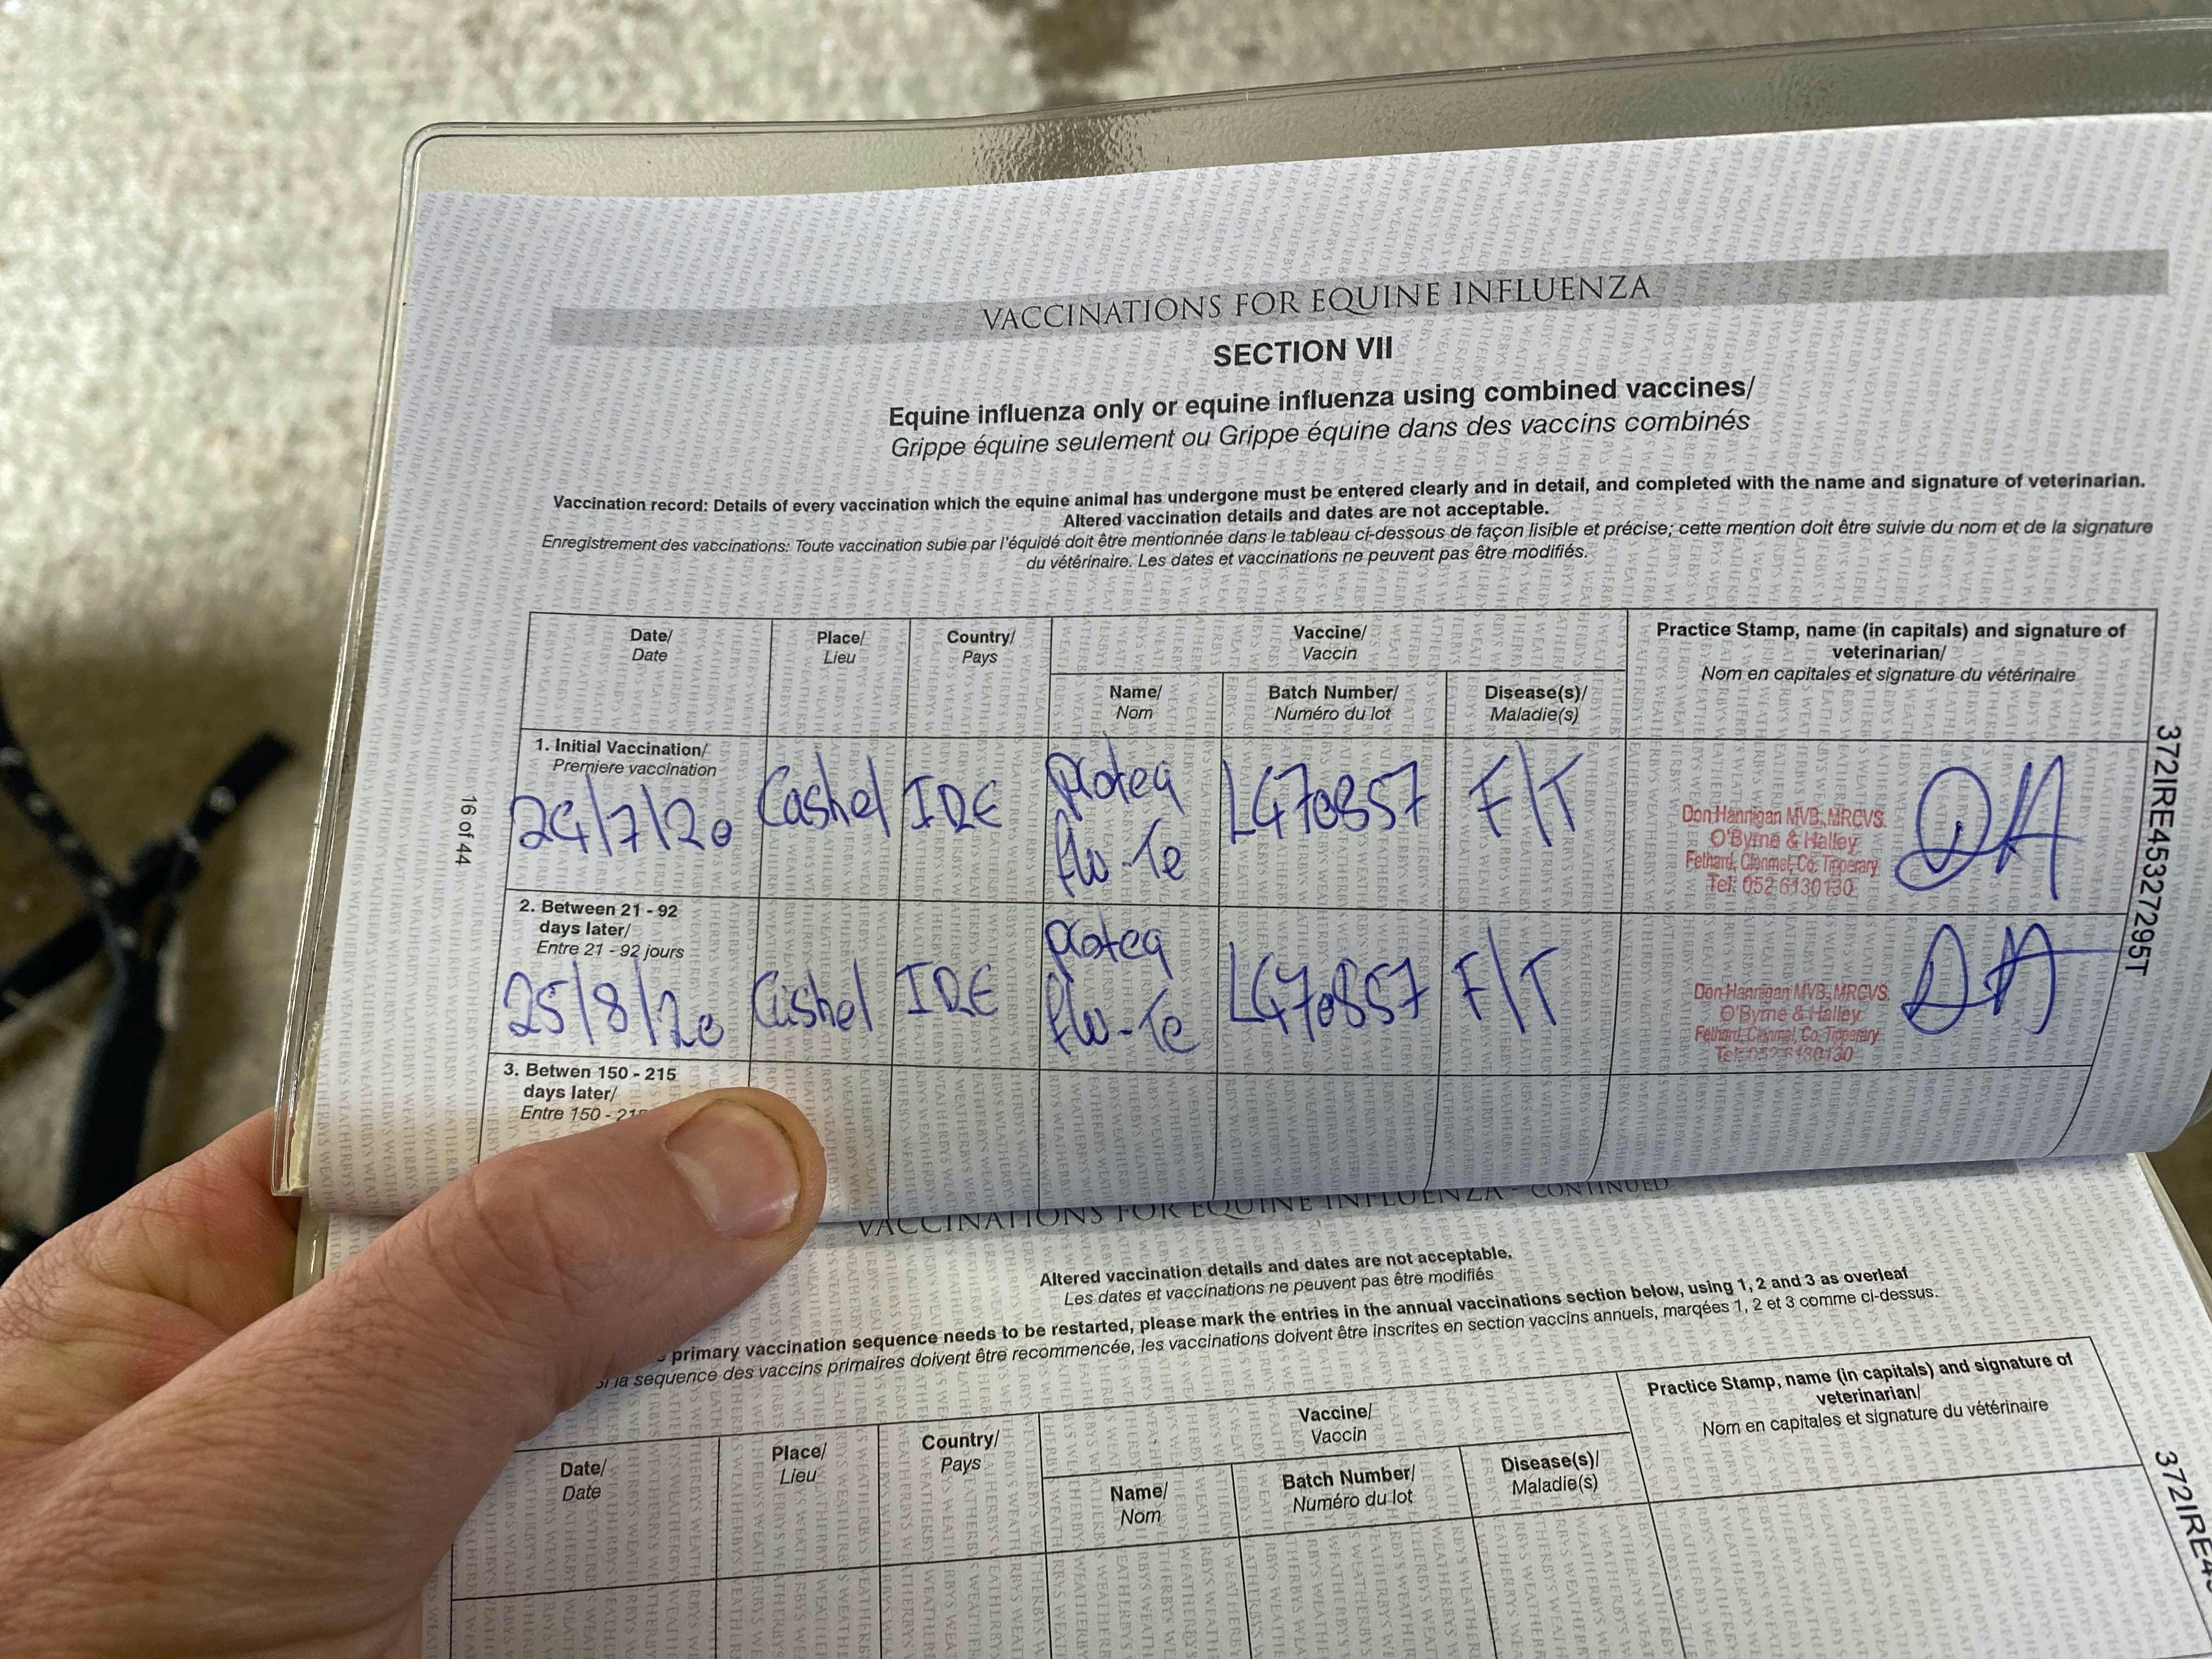 VACCINATIONS FOR EQUINE INFLUENZA
SECTION VII
Equine influenza only or equine influenza using combined vaccines/
Grippe équine seulement ou Grippe équine dans des vaccins combinés
Vaccination record: Details of every vaccination which the equine animal has undergone must be entered clearly and in detail, and completed with the name and signature of veterinarian.
Altered vaccination details and dates are not acceptable.
Enregistrement des vaccinations: Toute vaccination subie par l'équidé doit être mentionnée dans le tableau ci-dessous de façon lisible et précise; cette mention doit être suivie du nom et de la signature
du vétérinaire. Les dates et vaccinations ne peuvent pas être modifiés.
Date/
Date
Place/
Lieu
Country/
Pays
Vaccine/
Vaccin
Practice Stamp, name (in capitals) and signature of
veterinarian/
Nom en capitales et signature du vétérinaire
Name/
Nom
Batch Number/
Numéro du lot
Disease(s)/
Maladie(s)
1. Initial Vaccination/
Premiere vaccination
24/7/20 Cashel IRE proteq L470857 F/T
flu-Te
Don Hannigan MVB, MRCVS.
O'Byrne & Halley
Fethard, Clonmel, Co. Tipperary
Tel: 052 6130130
2. Between 21 - 92
days later/
Entre 21 - 92 jours
25/8/20 Cashel IRE proteq L470857 F/T
flu-Te
Don Hannigan MVB, MRCVS.
O'Byrne & Halley
Fethard, Clonmel, Co. Tipperary
Tel: 052 6130130
3. Betwen 150 - 215
days later/
Entre 150 -
16 of 44
372IRE45327295T
VACCINATIONS FOR EQUINE INFLUENZA - CONTINUED
Altered vaccination details and dates are not acceptable.
Les dates et vaccinations ne peuvent pas être modifiés
primary vaccination sequence needs to be restarted, please mark the entries in the annual vaccinations section below, using 1, 2 and 3 as overleaf
la sequence des vaccins primaires doivent être recommencée, les vaccinations doivent être inscrites en section vaccins annuels, marqées 1, 2 et 3 comme ci-dessus.
Date/
Date
Place/
Lieu
Country/
Pays
Vaccine/
Vaccin
Practice Stamp, name (in capitals) and signature of
veterinarian/
Nom en capitales et signature du vétérinaire
Name/
Nom
Batch Number/
Numéro du lot
Disease(s)/
Maladie(s)
372IRE4